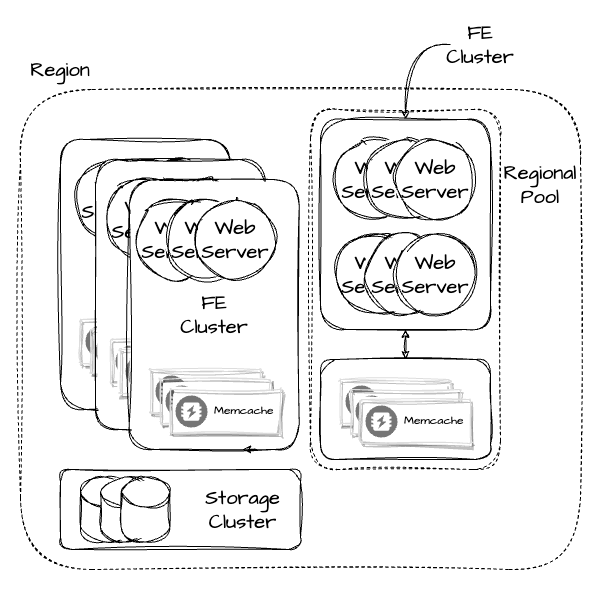 FE
Cluster
Region
Regional
Pool
Web
Server
Web
Server
Web
Server
FE
Cluster
Memcache
Memcache
Storage
Cluster